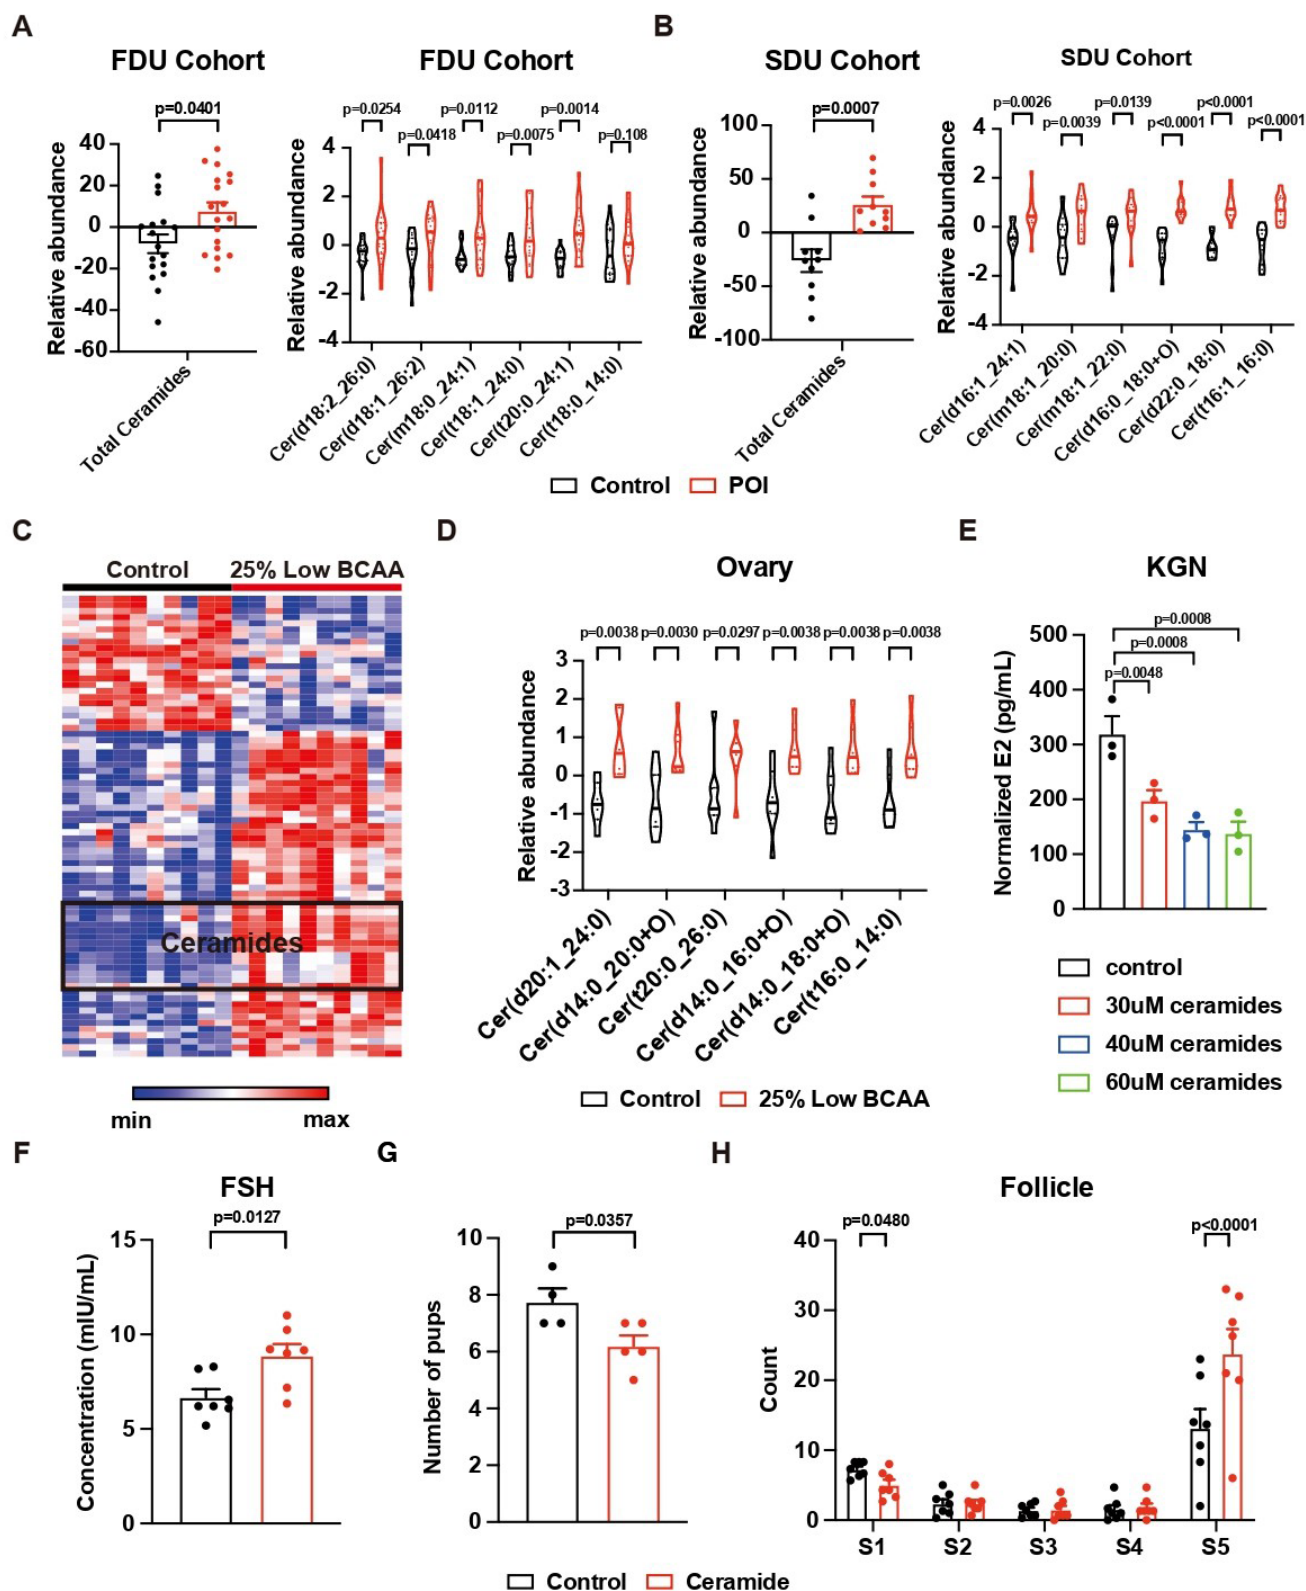 A
FDU Cohort
p=0.0401
Relative abundance
40
20
0
-20
-40
-60
Total Ceramides
FDU Cohort
p=0.0254
p=0.0418
p=0.0112
p=0.0075
p=0.0014
p=0.108
Relative abundance
4
2
0
-2
-4
Cer(d18:2_26:0)
Cer(d18:1_26:2)
Cer(m18:0_24:1)
Cer(t18:1_24:0)
Cer(t20:0_24:1)
Cer(t18:0_14:0)
B
SDU Cohort
p=0.0007
Relative abundance
100
50
0
-50
-100
Total Ceramides
SDU Cohort
p=0.0026
p=0.0039
p=0.0139
p<0.0001
p<0.0001
p<0.0001
Relative abundance
4
2
0
-2
-4
Cer(d16:1_24:1)
Cer(m18:1_20:0)
Cer(m18:1_22:0)
Cer(d16:0_18:0+O)
Cer(d22:0_18:0)
Cer(t16:1_16:0)
Control
POI
C
Control
25% Low BCAA
Ceramides
min
max
D
Ovary
p=0.0038
p=0.0030
p=0.0297
p=0.0038
p=0.0038
p=0.0038
Relative abundance
3
2
1
0
-1
-2
-3
Cer(d20:1_24:0)
Cer(d14:0_20:0+O)
Cer(t20:0_26:0)
Cer(d14:0_16:0+O)
Cer(d14:0_18:0+O)
Cer(t16:0_14:0)
Control
25% Low BCAA
E
KGN
p=0.0008
p=0.0008
p=0.0048
Normalized E2 (pg/mL)
500
400
300
200
100
0
control
30uM ceramides
40uM ceramides
60uM ceramides
F
FSH
p=0.0127
Concentration (mIU/mL)
15
10
5
0
G
p=0.0357
Number of pups
10
8
6
4
2
0
H
Follicle
p=0.0480
p<0.0001
Count
40
30
20
10
0
S1
S2
S3
S4
S5
Control
Ceramide